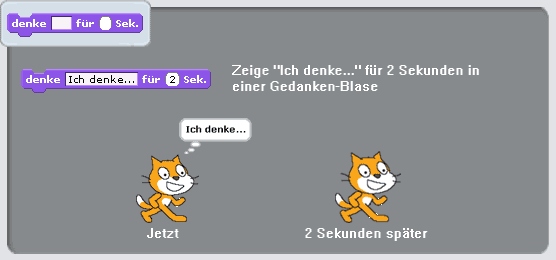 denke für Sek.
denke Ich denke... für 2 Sek.
Zeige "Ich denke..." für 2 Sekunden in
einer Gedanken-Blase
Ich denke...
Jetzt
2 Sekunden später